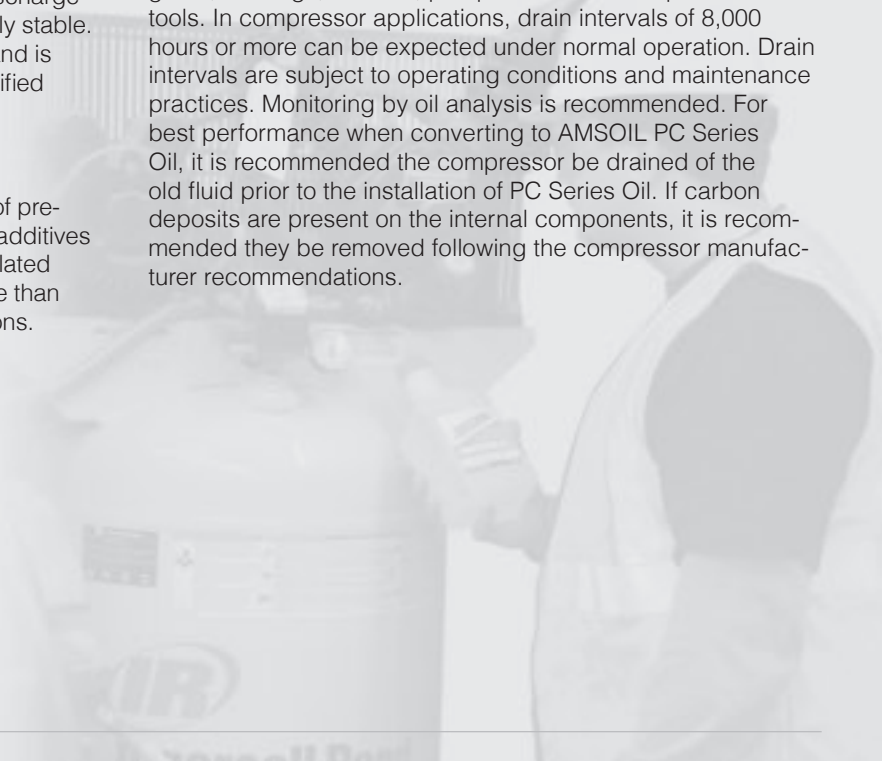 ly stable.
nd is
ified
of pre-
additives
lated
e than
ons.
tools. In compressor applications, drain intervals of 8,000
hours or more can be expected under normal operation. Drain
intervals are subject to operating conditions and maintenance
practices. Monitoring by oil analysis is recommended. For
best performance when converting to AMSOIL PC Series
Oil, it is recommended the compressor be drained of the
old fluid prior to the installation of PC Series Oil. If carbon
deposits are present on the internal components, it is recom-
mended they be removed following the compressor manufac-
turer recommendations.
IR